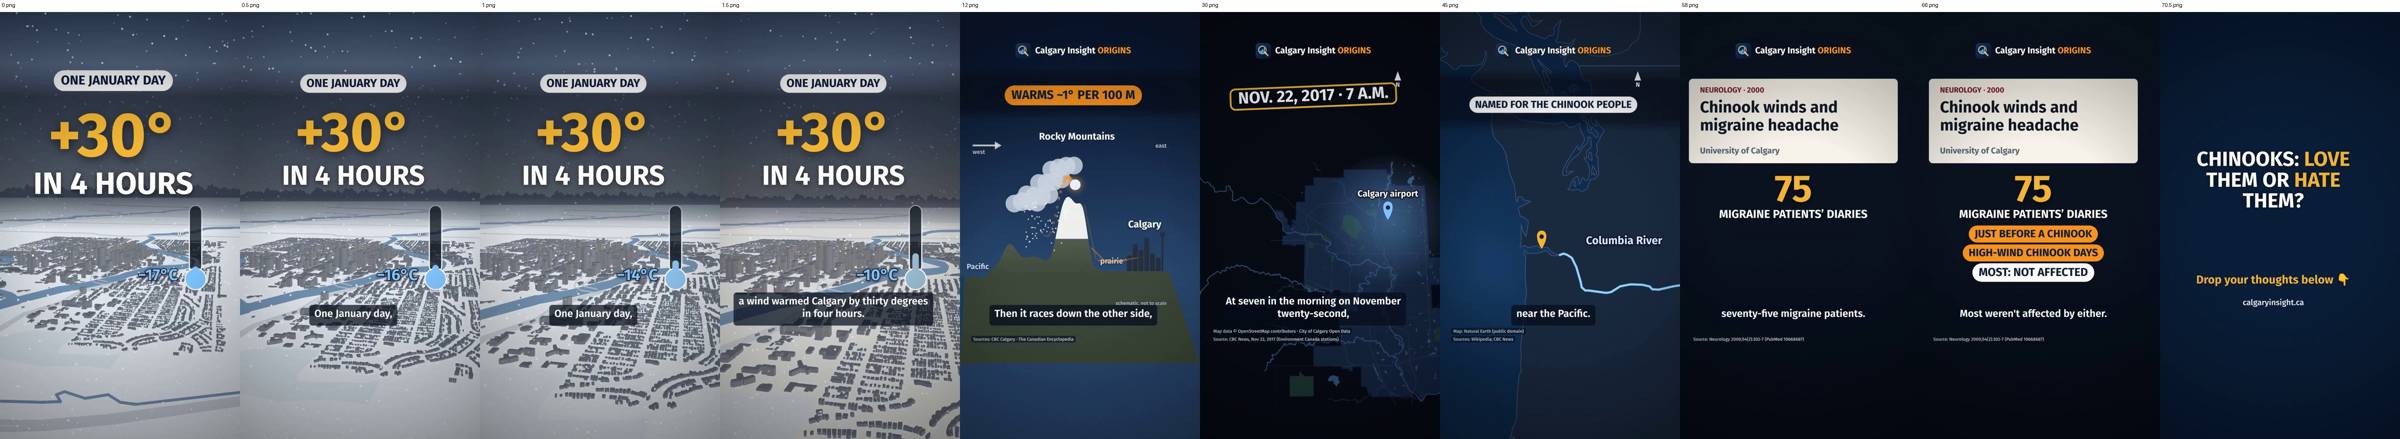 0 png
ONE JANUARY DAY
+30°
IN 4 HOURS
−17°C
0.5 png
ONE JANUARY DAY
+30°
IN 4 HOURS
−16°C
One January day,
1 png
ONE JANUARY DAY
+30°
IN 4 HOURS
−14°C
One January day,
1.5 png
ONE JANUARY DAY
+30°
IN 4 HOURS
−10°C
a wind warmed Calgary by thirty degrees
in four hours.
12 png
Calgary Insight ORIGINS
WARMS ~1° PER 100 M
Rocky Mountains
west
east
Calgary
Pacific
prairie
schematic, not to scale
Then it races down the other side,
Sources: CBC Calgary · The Canadian Encyclopedia
30 png
Calgary Insight ORIGINS
NOV. 22, 2017 · 7 A.M.
N
Calgary airport
At seven in the morning on November
twenty-second,
Map data © OpenStreetMap contributors · City of Calgary Open Data
Source: CBC News, Nov 22, 2017 (Environment Canada stations)
45 png
Calgary Insight ORIGINS
N
NAMED FOR THE CHINOOK PEOPLE
Columbia River
near the Pacific.
Map: Natural Earth (public domain)
Sources: Wikipedia; CBC News
58 png
Calgary Insight ORIGINS
NEUROLOGY · 2000
Chinook winds and
migraine headache
University of Calgary
75
MIGRAINE PATIENTS' DIARIES
seventy-five migraine patients.
66 png
Calgary Insight ORIGINS
NEUROLOGY · 2000
Chinook winds and
migraine headache
University of Calgary
75
MIGRAINE PATIENTS' DIARIES
JUST BEFORE A CHINOOK
HIGH-WIND CHINOOK DAYS
MOST: NOT AFFECTED
Most weren't affected by either.
70.5 png
CHINOOKS: LOVE
THEM OR HATE
THEM?
Drop your thoughts below 👇
calgaryinsight.ca